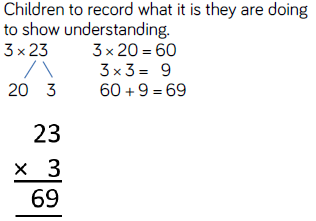 Children to record what it is they are doing
to show understanding.
3 × 23 3 × 20 = 60
3 × 3 = 9
20 3 60 + 9 = 69
23
× 3
69